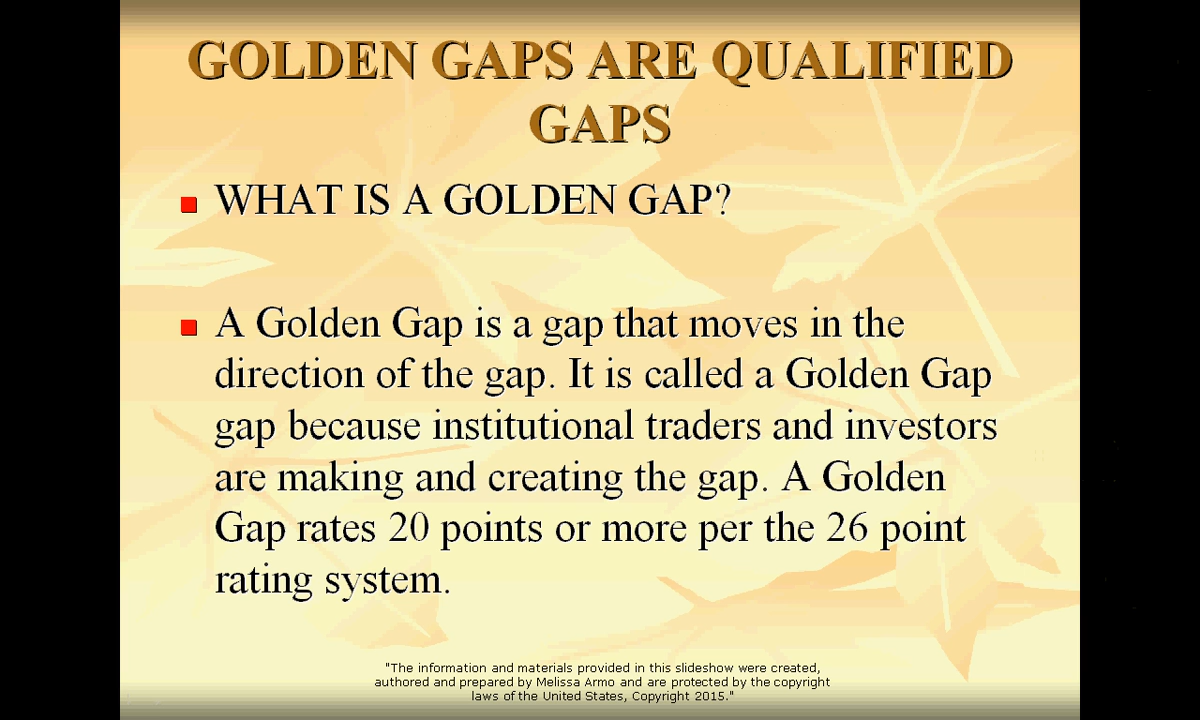 GOLDEN GAPS ARE QUALIFIED
GAPS
WHAT IS A GOLDEN GAP?
A Golden Gap is a gap that moves in the
direction of the gap. It is called a Golden Gap
gap because institutional traders and investors
are making and creating the gap. A Golden
Gap rates 20 points or more per the 26 point
rating system.
"The information and materials provided in this slideshow were created,
authored and prepared by Melissa Armo and are protected by the copyright
laws of the United States, Copyright 2015."